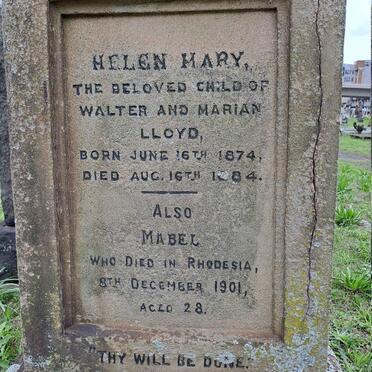 HELEN MARY,
THE BELOVED CHILD OF
WALTER AND MARIAN
LLOYD,
BORN JUNE 16TH 1874,
DIED AUG. 16TH 1884.
ALSO
MABEL
WHO DIED IN RHODESIA,
8TH DECEMBER 1901,
AGED 28.
"THY WILL BE DONE.